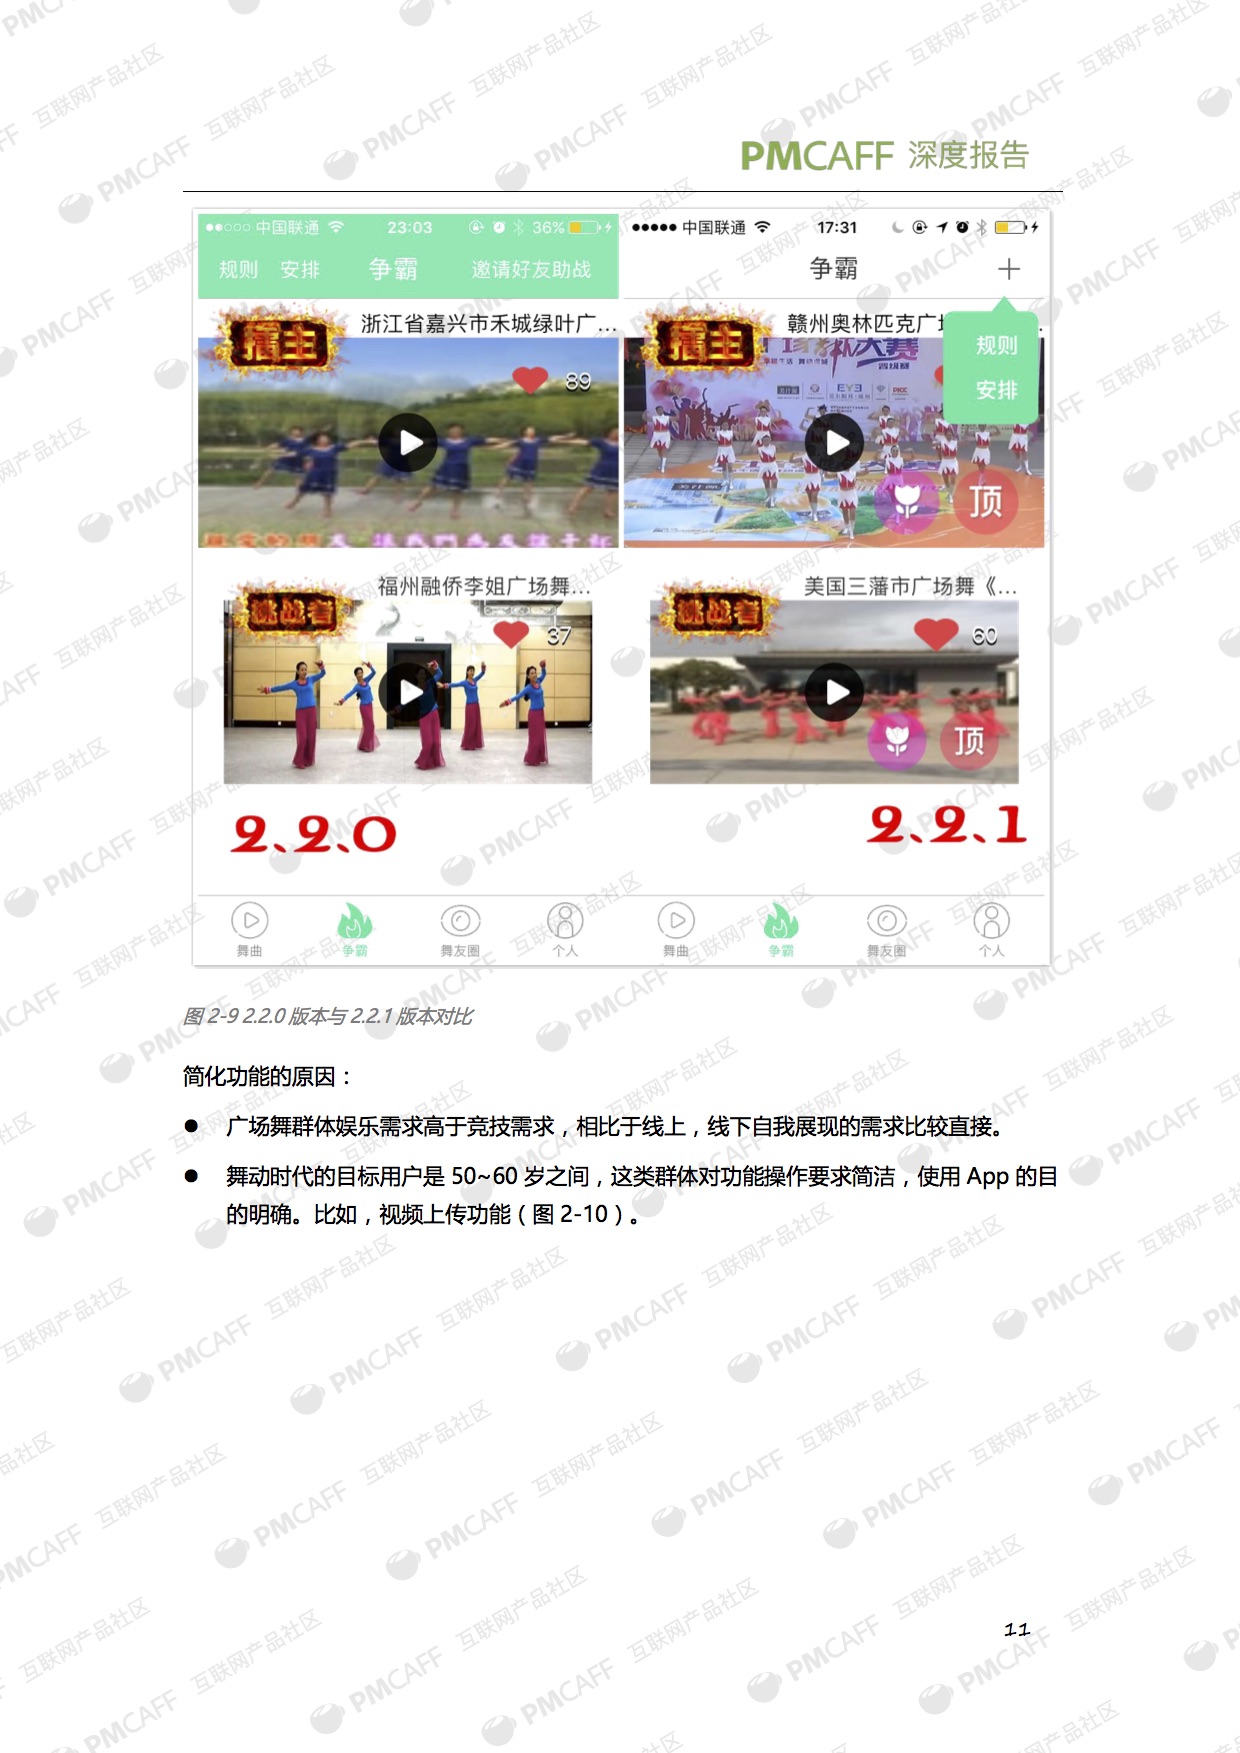 PMCAFF 深度报告
中国联通 23:03 36%
规则 安排 争霸 邀请好友助战
擂主 浙江省嘉兴市禾城绿叶广...
89
挑战者 福州融侨李姐广场舞...
37
2、2、0
舞曲 争霸 舞友圈 个人
中国联通 17:31
争霸 +
规则
安排
擂主 赣州奥林匹克广
顶
挑战者 美国三藩市广场舞《...
60
顶
2、2、1
舞曲 争霸 舞友圈 个人
图 2-9 2.2.0 版本与 2.2.1 版本对比
简化功能的原因：
● 广场舞群体娱乐需求高于竞技需求，相比于线上，线下自我展现的需求比较直接。
● 舞动时代的目标用户是 50~60 岁之间，这类群体对功能操作要求简洁，使用 App 的目
的明确。比如，视频上传功能（图 2-10）。
11
PMCAFF 互联网产品社区